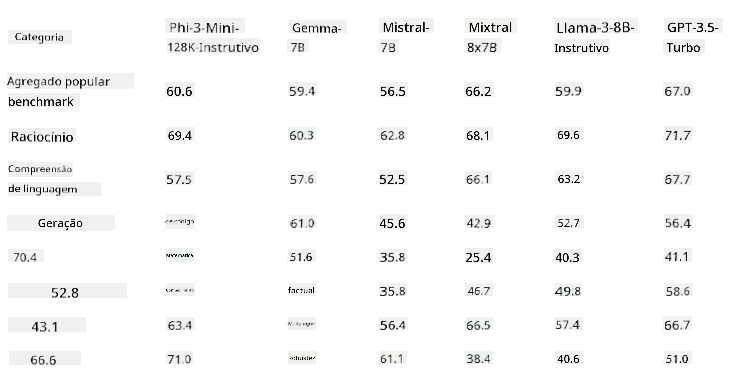 Categoria Phi-3-Mini-128K-Instrutivo Gemma-7B Mistral-7B Mixtral 8x7B Llama-3-8B-Instrutivo GPT-3.5-Turbo
Agregado popular benchmark 60.6 59.4 56.5 66.2 59.9 67.0
Raciocínio 69.4 60.3 62.8 68.1 69.6 71.7
Compreensão de linguagem 57.5 57.6 52.5 66.1 63.2 67.7
Geração de código 61.0 45.6 42.9 52.7 56.4
70.4 Matemática 51.6 35.8 25.4 40.3 41.1
52.8 factual 35.8 46.7 49.8 58.6
43.1 63.4 56.4 66.5 57.4 66.7
66.6 71.0 Robustez 61.1 38.4 40.6 51.0